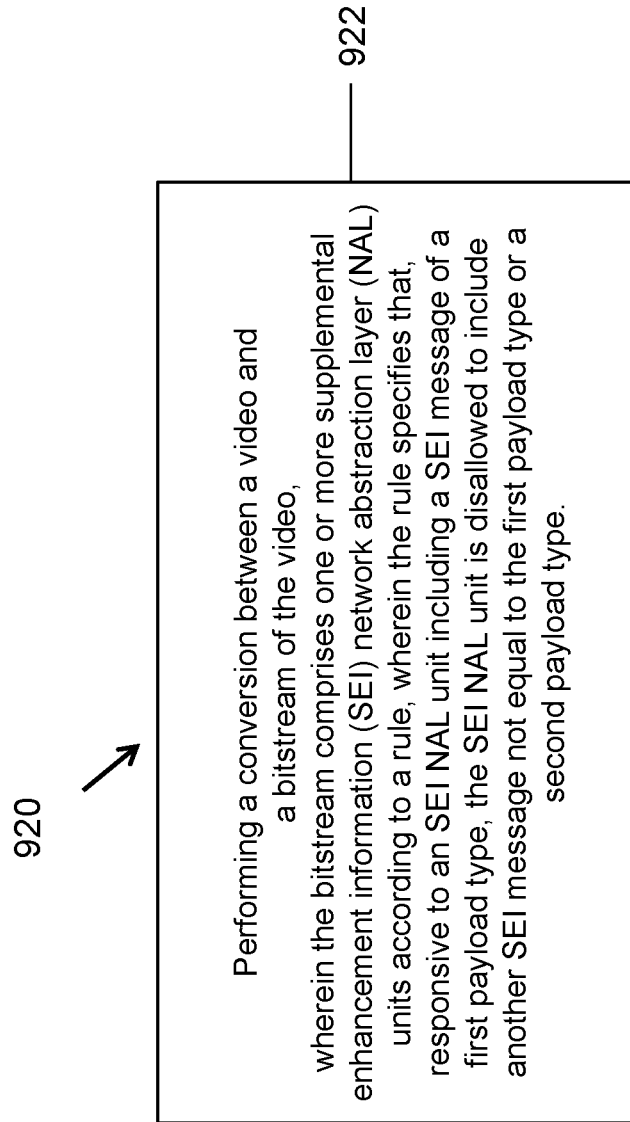 920
Performing a conversion between a video and
a bitstream of the video,
wherein the bitstream comprises one or more supplemental
enhancement information (SEI) network abstraction layer (NAL)
units according to a rule, wherein the rule specifies that,
responsive to an SEI NAL unit including a SEI message of a
first payload type, the SEI NAL unit is disallowed to include
another SEI message not equal to the first payload type or a
second payload type.
922